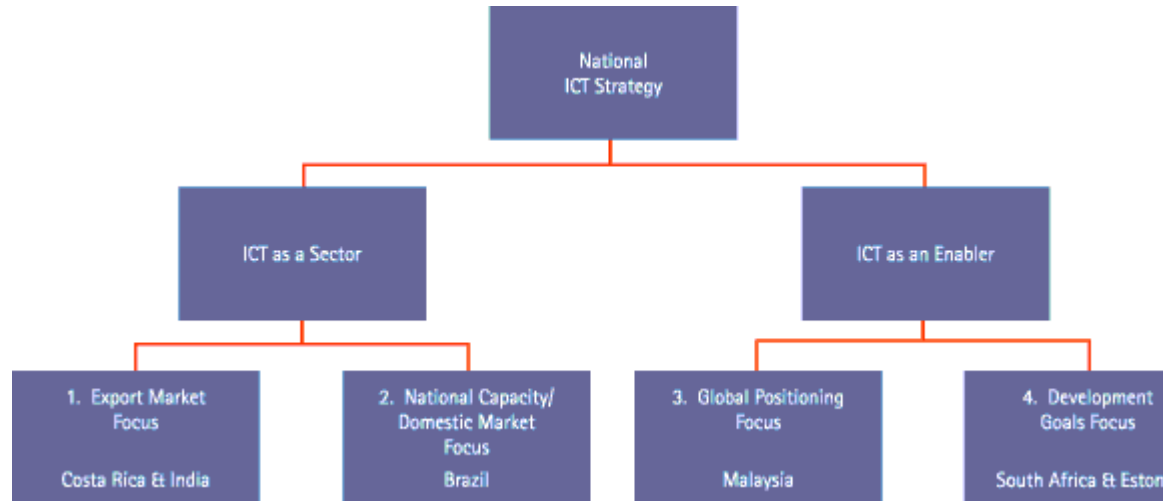 National
ICT Strategy
ICT as a Sector
ICT as an Enabler
1. Export Market
Focus
Costa Rica & India
2. National Capacity/
Domestic Market
Focus
Brazil
3. Global Positioning
Focus
Malaysia
4. Development
Goals Focus
South Africa & Eston